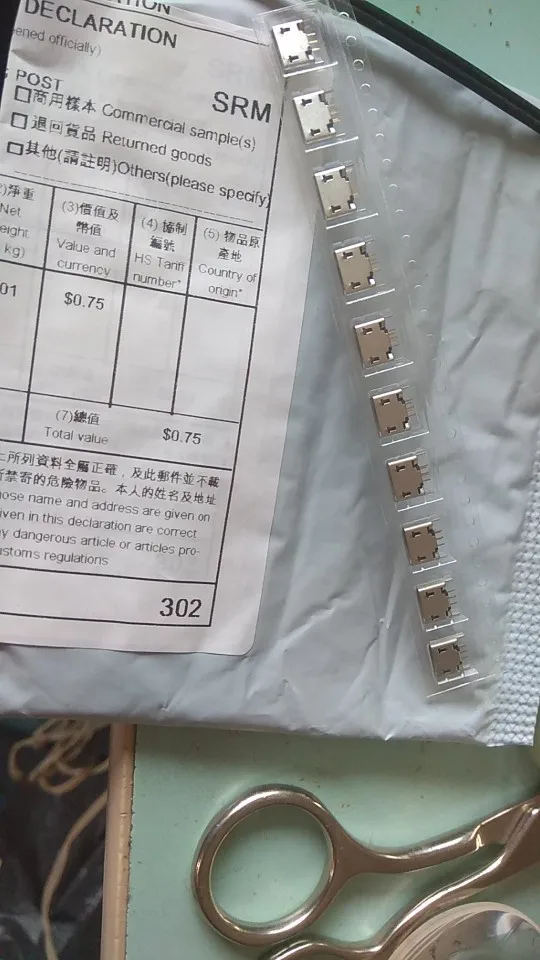 DECLARATION
POST
SRM
□商用樣本 Commercial sample(s)
□退回貨品 Returned goods
□其他(請註明)Others(please specify)
淨重
Net
kg)
(3)價值及
幣值
Value and
currency
(4) 協制
編號
HS Tariff
number*
(5) 物品原
產地
Country of
origin*
01
$0.75
(7)總值
Total value
$0.75
所列資料全屬正確，及此郵件並不載
禁寄的危險物品。本人的姓名及地址
name and address are given on
given in this declaration are correct
dangerous article or articles pro-
customs regulations
302